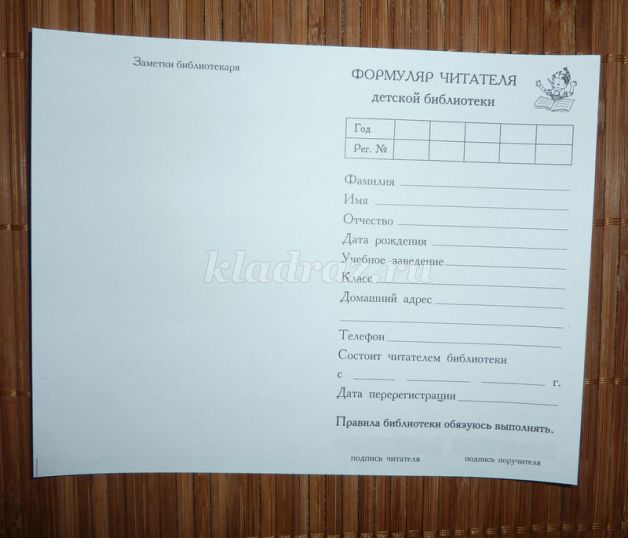 Заметки библиотекаря
ФОРМУЛЯР ЧИТАТЕЛЯ
детской библиотеки
Год
Рег. №
Фамилия
Имя
Отчество
Дата рождения
Учебное заведение
Класс
Домашний адрес
Телефон
Состоит читателем библиотеки
с г.
Дата перерегистрации
Правила библиотеки обязуюсь выполнять.
подпись читателя подпись поручителя
kladraz.ru